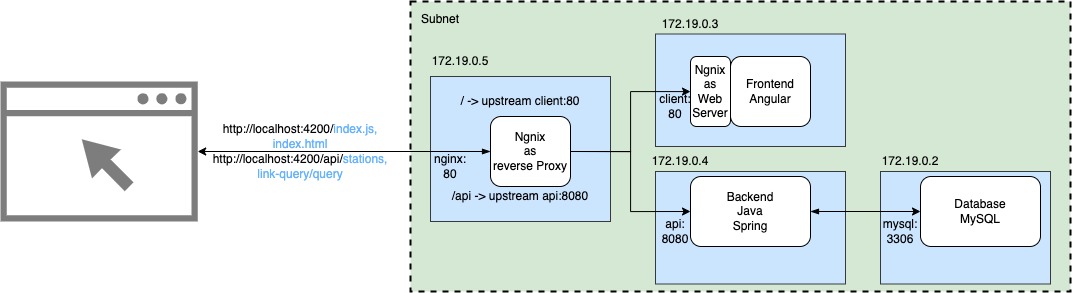 Subnet
172.19.0.3
172.19.0.5
Ngnix
as
Web
Server
Frontend
Angular
/ -> upstream client:80
client:
80
http://localhost:4200/index.js,
index.html
http://localhost:4200/api/stations,
link-query/query
nginx:
80
Ngnix
as
reverse Proxy
/api -> upstream api:8080
172.19.0.4
172.19.0.2
Backend
Java
Spring
api:
8080
Database
MySQL
mysql:
3306